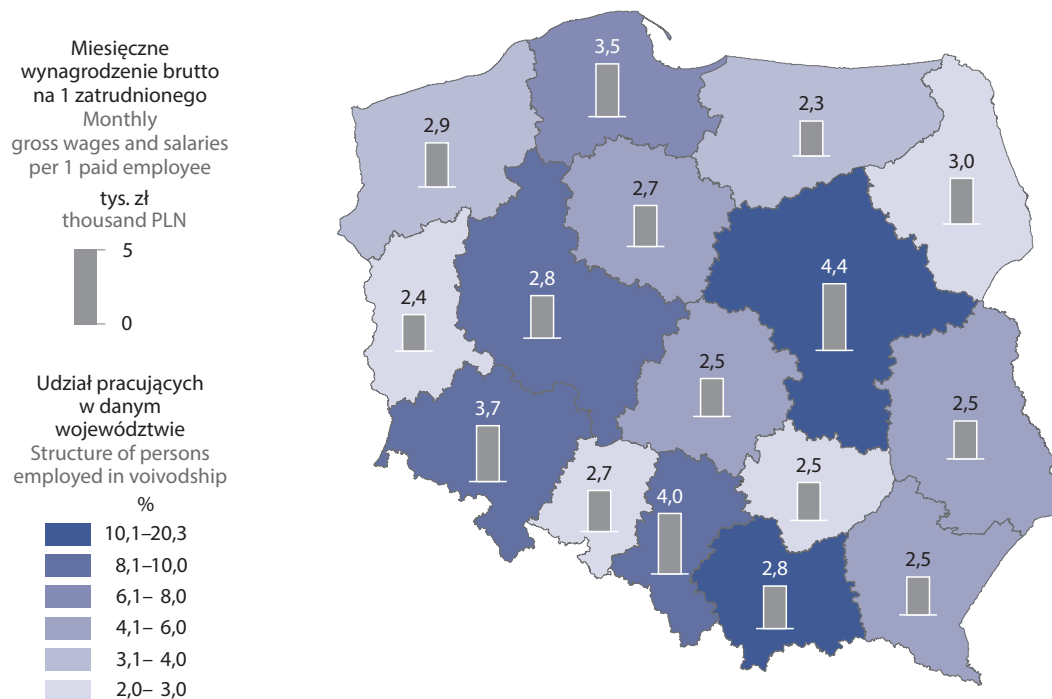 Miesięczne
wynagrodzenie brutto
na 1 zatrudnionego
Monthly
gross wages and salaries
per 1 paid employee
tys. zł
thousand PLN
5
0
Udział pracujących
w danym
województwie
Structure of persons
employed in voivodship
%
10,1–20,3
8,1–10,0
6,1– 8,0
4,1– 6,0
3,1– 4,0
2,0– 3,0
3,5
2,3
2,9
3,0
2,7
4,4
2,8
2,4
2,5
3,7
2,5
2,7
2,5
4,0
2,5
2,8